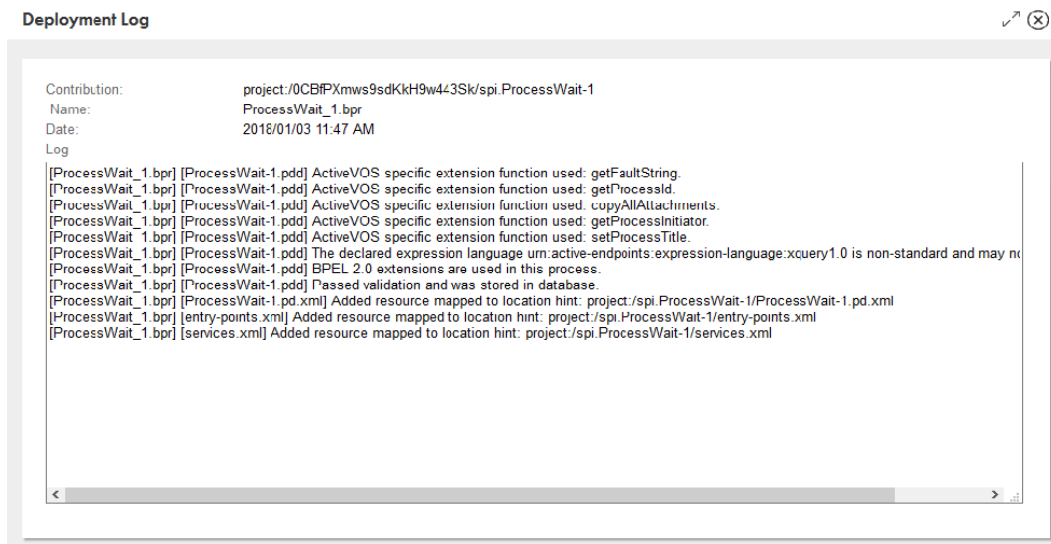 Deployment Log
Contribution: project:/0CBfPXmws9sdKkH9w443Sk/spi.ProcessWait-1
Name: ProcessWait_1.bpr
Date: 2018/01/03 11:47 AM
Log
[ProcessWait_1.bpr] [ProcessWait-1.pdd] ActiveVOS specific extension function used: getFaultString.
[ProcessWait_1.bpr] [ProcessWait-1.pdd] ActiveVOS specific extension function used: getProcessId.
[ProcessWait_1.bpr] [ProcessWait-1.pdd] ActiveVOS specific extension function used: copyAllAttachments.
[ProcessWait_1.bpr] [ProcessWait-1.pdd] ActiveVOS specific extension function used: getProcessInitiator.
[ProcessWait_1.bpr] [ProcessWait-1.pdd] ActiveVOS specific extension function used: setProcessTitle.
[ProcessWait_1.bpr] [ProcessWait-1.pdd] The declared expression language urn:active-endpoints:expression-language:xquery1.0 is non-standard and may
[ProcessWait_1.bpr] [ProcessWait-1.pdd] BPEL 2.0 extensions are used in this process.
[ProcessWait_1.bpr] [ProcessWait-1.pdd] Passed validation and was stored in database.
[ProcessWait_1.bpr] [ProcessWait-1.pd.xml] Added resource mapped to location hint: project:/spi.ProcessWait-1/ProcessWait-1.pd.xml
[ProcessWait_1.bpr] [entry-points.xml] Added resource mapped to location hint: project:/spi.ProcessWait-1/entry-points.xml
[ProcessWait_1.bpr] [services.xml] Added resource mapped to location hint: project:/spi.ProcessWait-1/services.xml